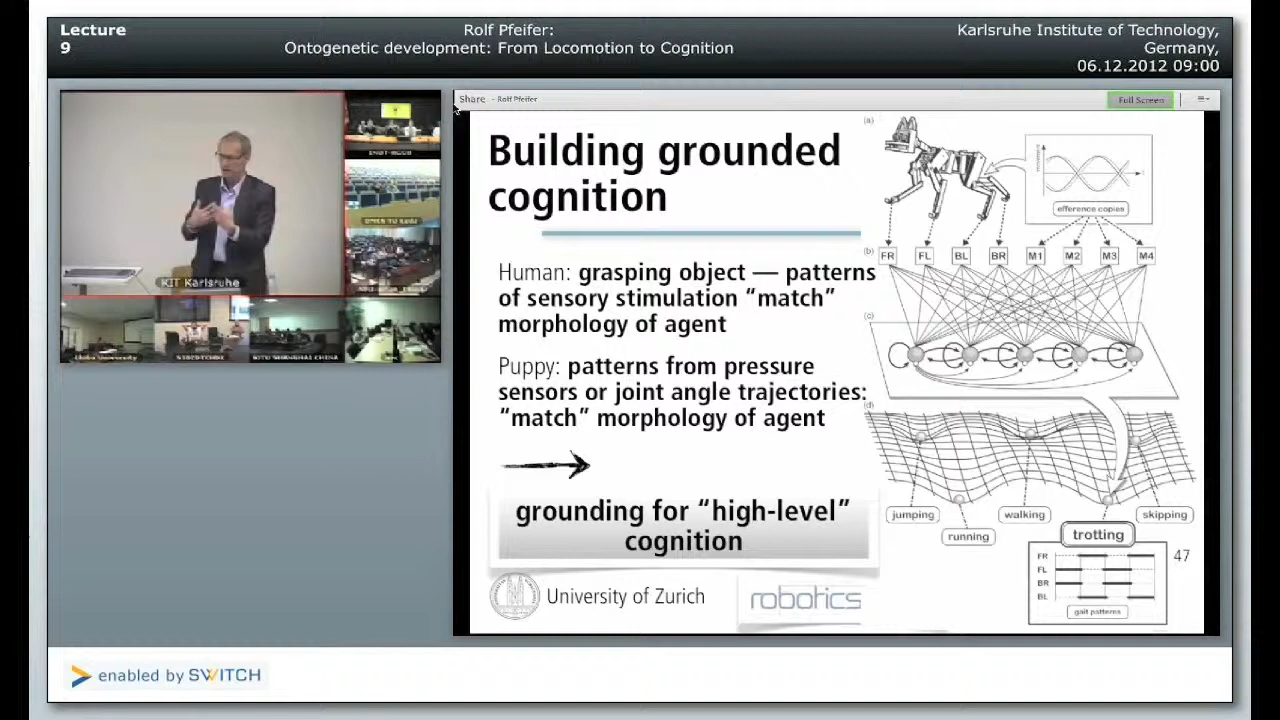 Lecture
9
Rolf Pfeifer:
Ontogenetic development: From Locomotion to Cognition
Karlsruhe Institute of Technology,
Germany,
06.12.2012 09:00
Share - Rolf Pfeifer
Full Screen
KIT Karlsruhe
Building grounded
cognition
Human: grasping object — patterns
of sensory stimulation “match”
morphology of agent
Puppy: patterns from pressure
sensors or joint angle trajectories:
“match” morphology of agent
grounding for “high-level”
cognition
University of Zurich
robotics
(a)
efference copies
(b)
FR FL BL BR M1 M2 M3 M4
(c)
(d)
jumping
running
walking
trotting
skipping
FR
FL
BR
BL
gait patterns
47
enabled by SWITCH